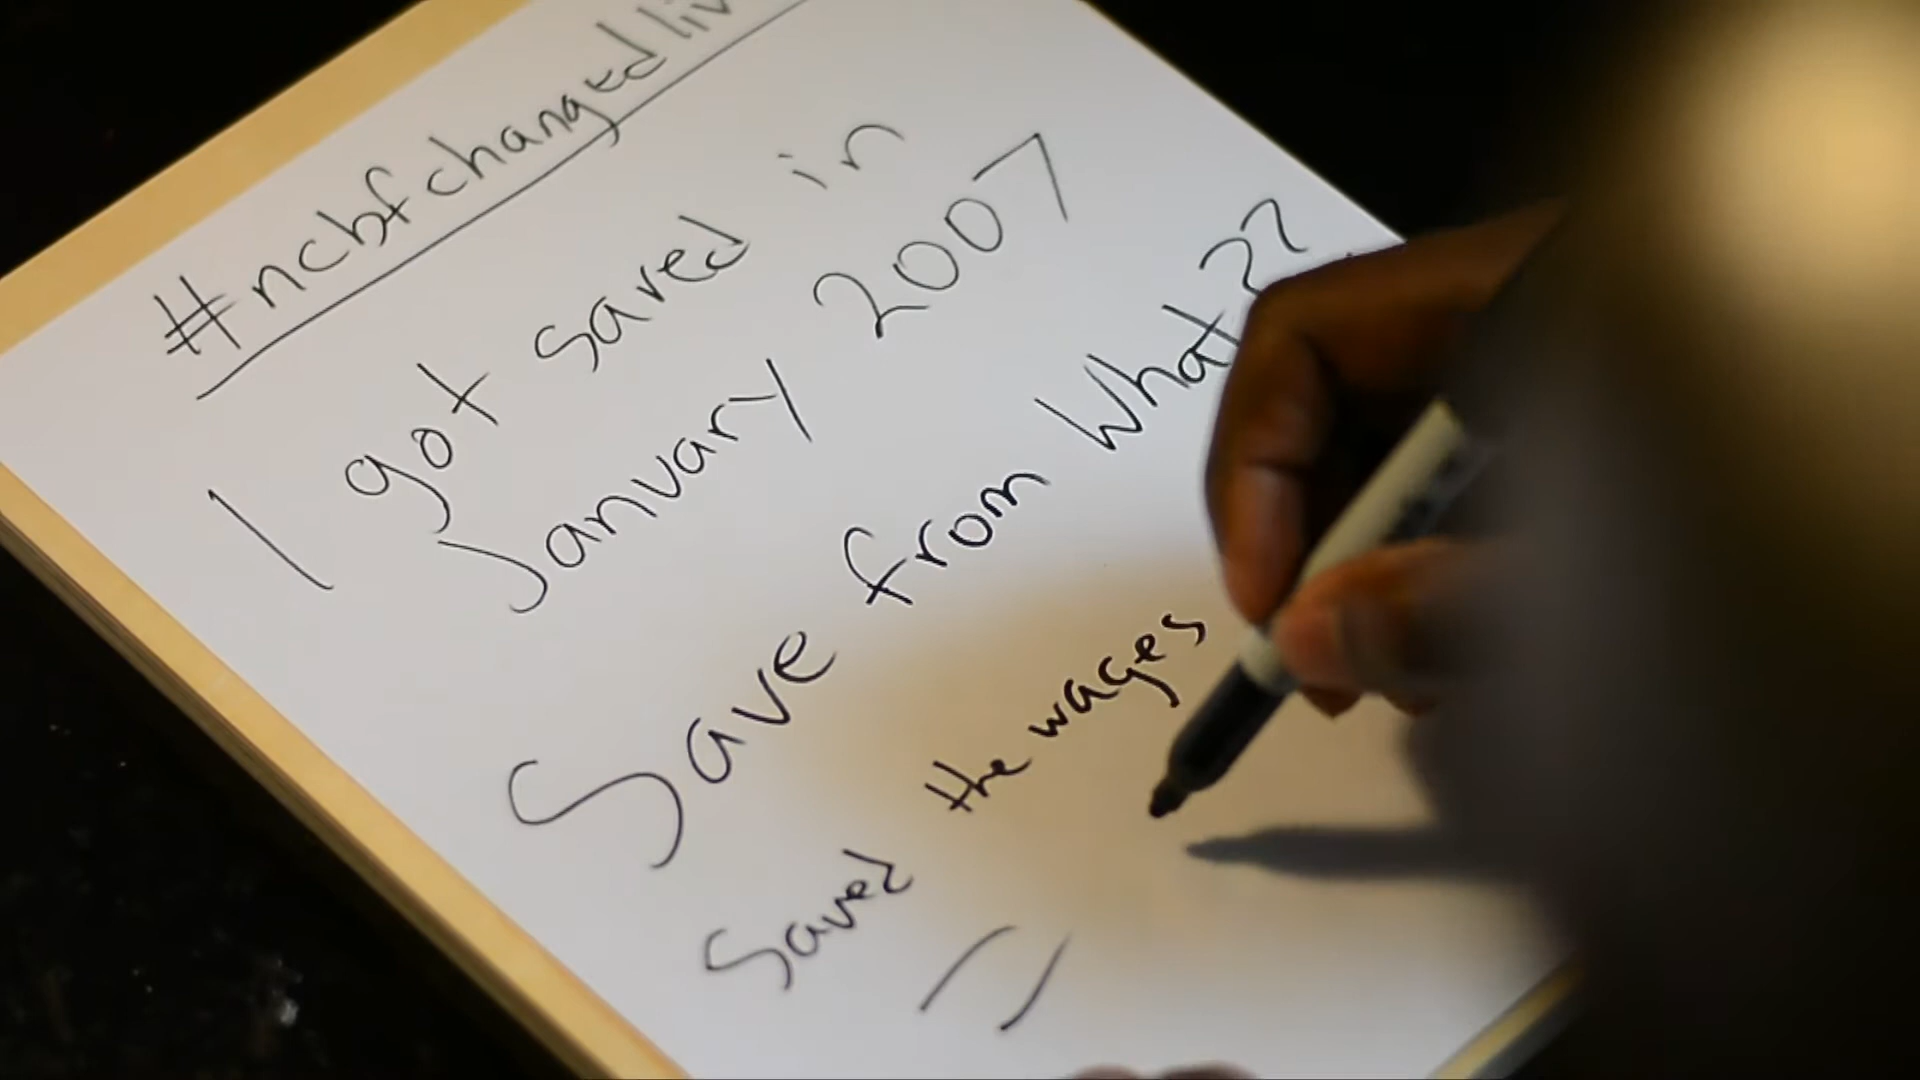 #ncbfchangedliv
I got saved in
January 2007
Save from What??
Saved the wages